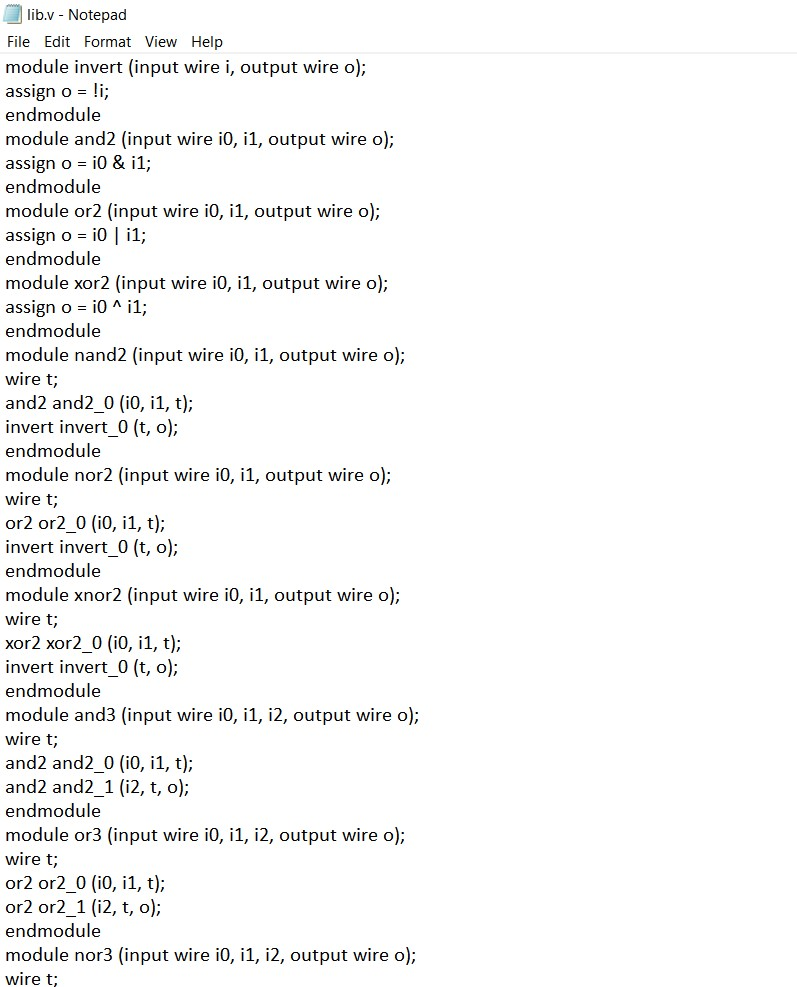 lib.v - Notepad
File Edit Format View Help
module invert (input wire i, output wire o);
assign o = !i;
endmodule
module and2 (input wire i0, i1, output wire o);
assign o = i0 & i1;
endmodule
module or2 (input wire i0, i1, output wire o);
assign o = i0 | i1;
endmodule
module xor2 (input wire i0, i1, output wire o);
assign o = i0 ^ i1;
endmodule
module nand2 (input wire i0, i1, output wire o);
wire t;
and2 and2_0 (i0, i1, t);
invert invert_0 (t, o);
endmodule
module nor2 (input wire i0, i1, output wire o);
wire t;
or2 or2_0 (i0, i1, t);
invert invert_0 (t, o);
endmodule
module xnor2 (input wire i0, i1, output wire o);
wire t;
xor2 xor2_0 (i0, i1, t);
invert invert_0 (t, o);
endmodule
module and3 (input wire i0, i1, i2, output wire o);
wire t;
and2 and2_0 (i0, i1, t);
and2 and2_1 (i2, t, o);
endmodule
module or3 (input wire i0, i1, i2, output wire o);
wire t;
or2 or2_0 (i0, i1, t);
or2 or2_1 (i2, t, o);
endmodule
module nor3 (input wire i0, i1, i2, output wire o);
wire t;